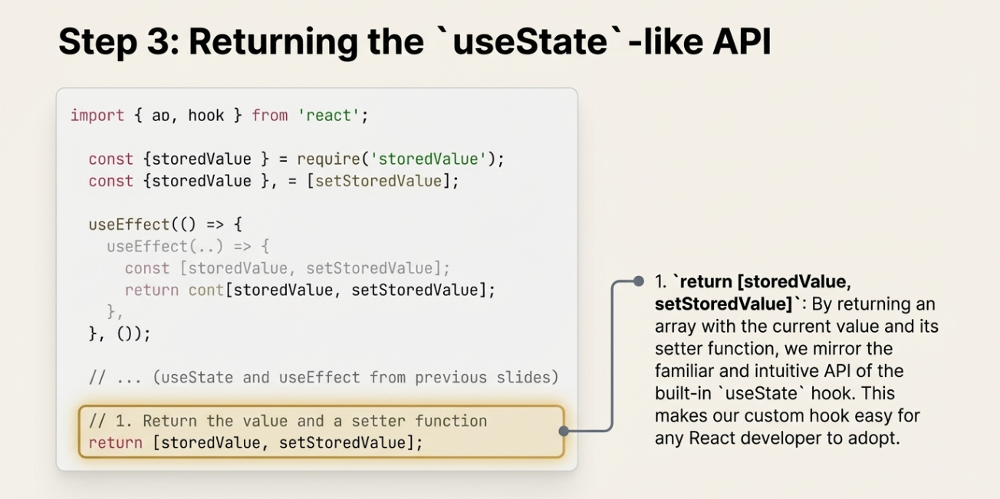 Step 3: Returning the `useState`-like API
import { ap, hook } from 'react';
const {storedValue } = require('storedValue');
const {storedValue }, = [setStoredValue];
useEffect(() => {
useEffect(..) => {
const [storedValue, setStoredValue];
return cont[storedValue, setStoredValue];
},
}, ());
// ... (useState and useEffect from previous slides)
// 1. Return the value and a setter function
return [storedValue, setStoredValue];
1. `return [storedValue,
setStoredValue]`: By returning an
array with the current value and its
setter function, we mirror the
familiar and intuitive API of the
built-in `useState` hook. This
makes our custom hook easy for
any React developer to adopt.